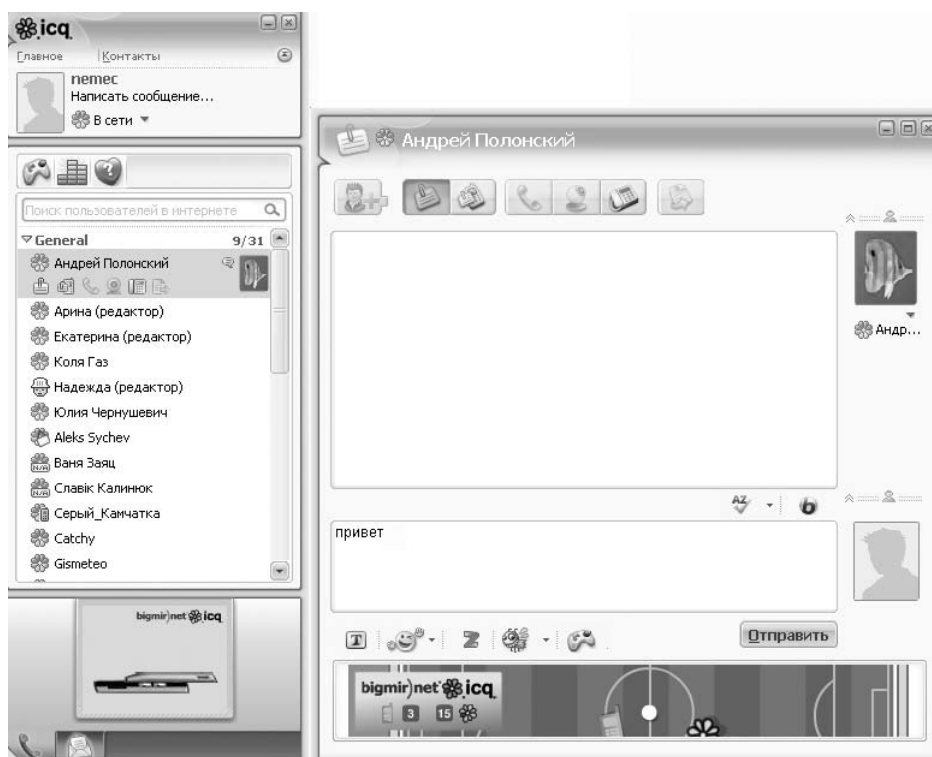 icq
Главное
Контакты
nemec
Написать сообщение...
В сети
Поиск пользователей в интернете
General 9/31
Андрей Полонский
Арина (редактор)
Екатерина (редактор)
Коля Газ
Надежда (редактор)
Юлия Чернушевич
Aleks Sychev
N/A Ваня Заяц
N/A Славік Калинюк
Серый_Камчатка
Catchy
Gismeteo
bigmir)net icq
Андрей Полонский
Андр...
AZ b
привет
T Z
Отправить
bigmir)net icq
3 15